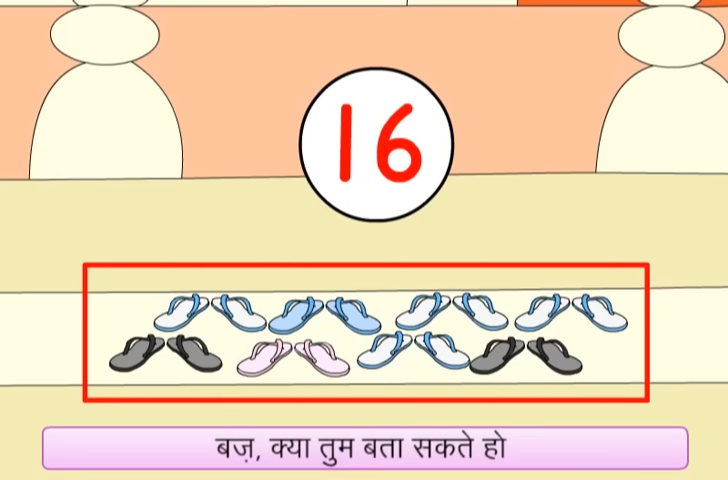 16
बज़, क्या तुम बता सकते हो